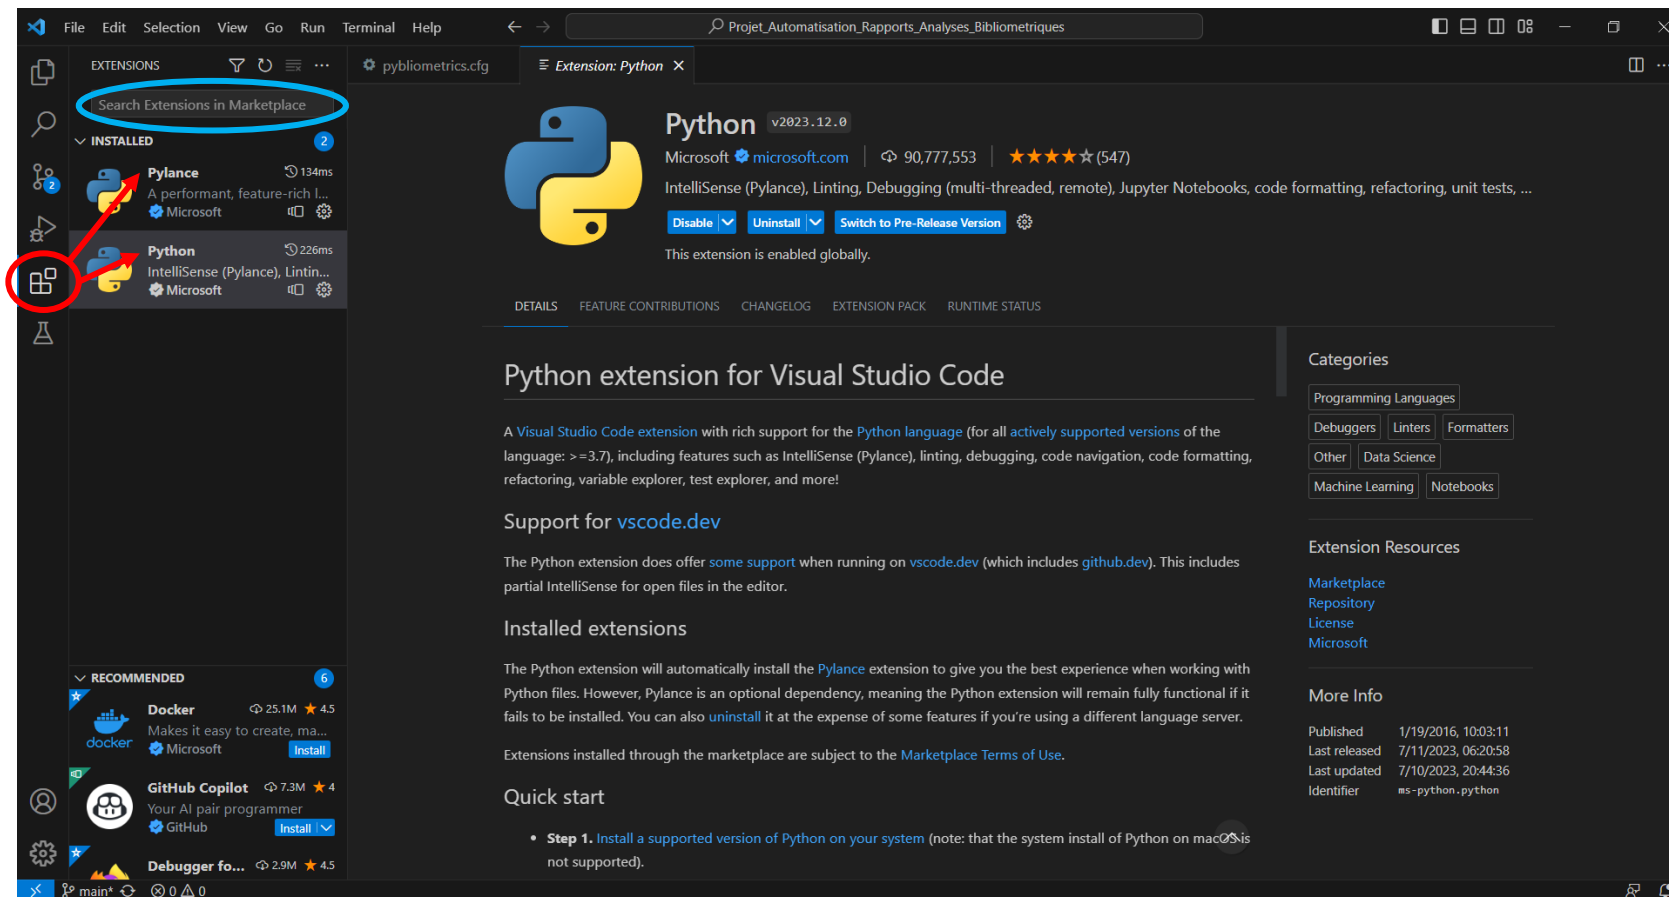 File Edit Selection View Go Run Terminal Help
Projet_Automatisation_Rapports_Analyses_Bibliometriques
EXTENSIONS
Search Extensions in Marketplace
INSTALLED 2
Pylance 134ms
A performant, feature-rich l...
Microsoft
Python 226ms
IntelliSense (Pylance), Lintin...
Microsoft
2
RECOMMENDED 6
Docker 25.1M ★ 4.5
Makes it easy to create, ma...
Microsoft Install
docker
GitHub Copilot 7.3M ★ 4
Your AI pair programmer
GitHub Install
Debugger fo... 2.9M ★ 4.5
main* 0 0
pybliometrics.cfg
Extension: Python
Python v2023.12.0
Microsoft microsoft.com 90,777,553 (547)
IntelliSense (Pylance), Linting, Debugging (multi-threaded, remote), Jupyter Notebooks, code formatting, refactoring, unit tests, ...
Disable Uninstall Switch to Pre-Release Version
This extension is enabled globally.
DETAILS FEATURE CONTRIBUTIONS CHANGELOG EXTENSION PACK RUNTIME STATUS
Python extension for Visual Studio Code
A Visual Studio Code extension with rich support for the Python language (for all actively supported versions of the
language: >=3.7), including features such as IntelliSense (Pylance), linting, debugging, code navigation, code formatting,
refactoring, variable explorer, test explorer, and more!
Support for vscode.dev
The Python extension does offer some support when running on vscode.dev (which includes github.dev). This includes
partial IntelliSense for open files in the editor.
Installed extensions
The Python extension will automatically install the Pylance extension to give you the best experience when working with
Python files. However, Pylance is an optional dependency, meaning the Python extension will remain fully functional if it
fails to be installed. You can also uninstall it at the expense of some features if you're using a different language server.
Extensions installed through the marketplace are subject to the Marketplace Terms of Use.
Quick start
• Step 1. Install a supported version of Python on your system (note: that the system install of Python on macOS is
not supported).
Categories
Programming Languages
Debuggers Linters Formatters
Other Data Science
Machine Learning Notebooks
Extension Resources
Marketplace
Repository
License
Microsoft
More Info
Published 1/19/2016, 10:03:11
Last released 7/11/2023, 06:20:58
Last updated 7/10/2023, 20:44:36
Identifier ms-python.python